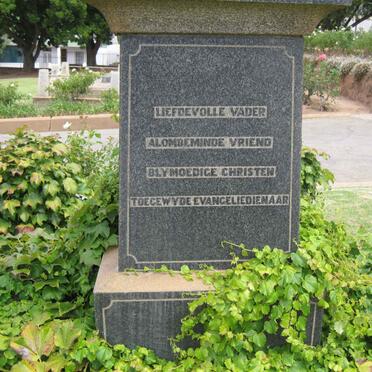 LIEFDEVOLLE VADER
ALOMBEMINDE VRIEND
BLYMOEDIGE CHRISTEN
TOEGEWYDE EVANGELIEDIENAAR